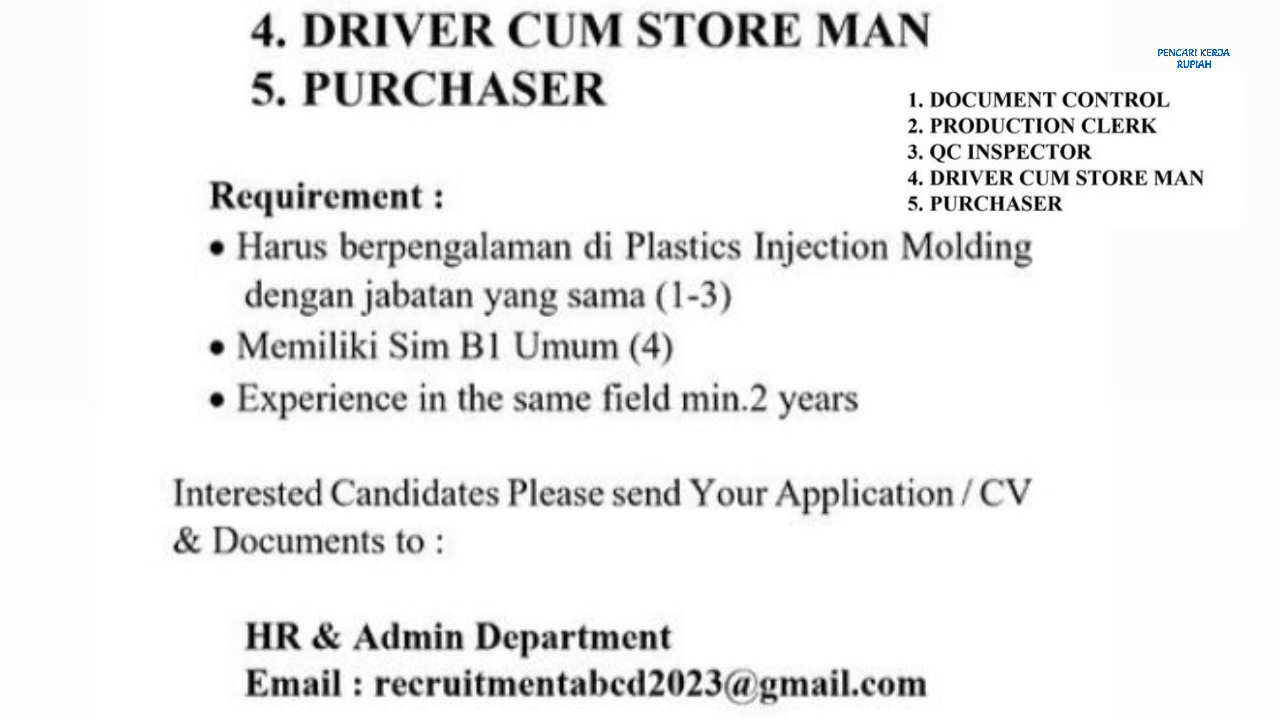 4. DRIVER CUM STORE MAN
5. PURCHASER
PENCARI KERJA
RUPIAH
1. DOCUMENT CONTROL
2. PRODUCTION CLERK
3. QC INSPECTOR
4. DRIVER CUM STORE MAN
5. PURCHASER
Requirement :
• Harus berpengalaman di Plastics Injection Molding
dengan jabatan yang sama (1-3)
• Memiliki Sim B1 Umum (4)
• Experience in the same field min.2 years
Interested Candidates Please send Your Application / CV
& Documents to :
HR & Admin Department
Email : recruitmentabcd2023@gmail.com